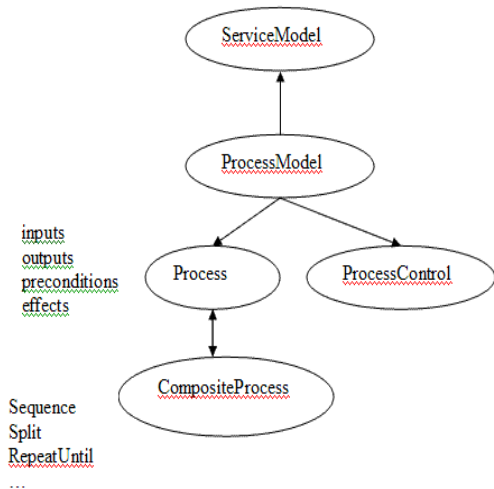 ServiceModel
ProcessModel
inputs
outputs
preconditions
effects
Process
ProcessControl
CompositeProcess
Sequence
Split
RepeatUntil
...